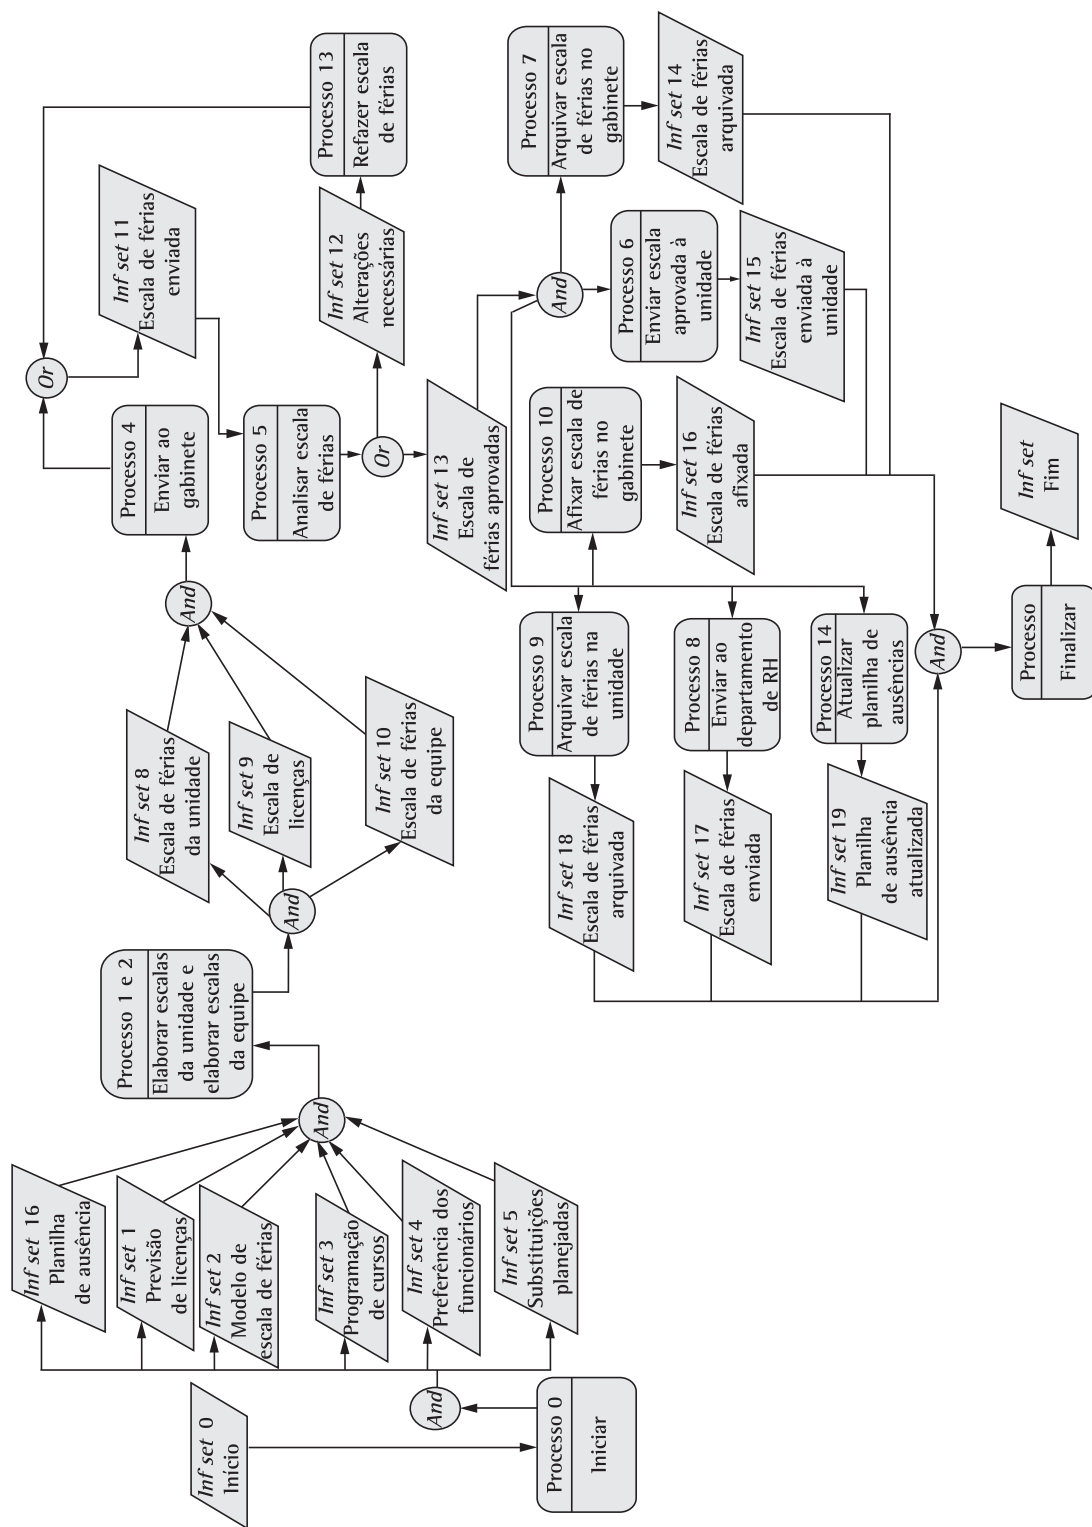 Inf set 0
Início
Processo 0
Iniciar
And
Inf set 16
Planilha
de ausência
Inf set 1
Previsão
de licenças
Inf set 2
Modelo de
escala de férias
Inf set 3
Programação
de cursos
Inf set 4
Preferência dos
funcionários
Inf set 5
Substituições
planejadas
And
Processo 1 e 2
Elaborar escalas
da unidade e
elaborar escalas
da equipe
And
Inf set 8
Escala de férias
da unidade
Inf set 9
Escala de
licenças
Inf set 10
Escala de férias
da equipe
And
Processo 4
Enviar ao
gabinete
Or
Inf set 11
Escala de férias
enviada
Processo 5
Analisar escala
de férias
Or
Inf set 12
Alterações
necessárias
Processo 13
Refazer escala
de férias
Inf set 13
Escala de
férias aprovadas
And
Processo 7
Arquivar escala
de férias no
gabinete
Inf set 14
Escala de férias
arquivada
Processo 6
Enviar escala
aprovada à
unidade
Inf set 15
Escala de férias
enviada à
unidade
Processo 10
Afixar escala de
férias no
gabinete
Inf set 16
Escala de férias
afixada
Processo 9
Arquivar escala
de férias na
unidade
Inf set 18
Escala de férias
arquivada
Processo 8
Enviar ao
departamento
de RH
Inf set 17
Escala de férias
enviada
Processo 14
Atualizar
planilha de
ausências
Inf set 19
Planilha
de ausência
atualizada
And
Processo
Finalizar
Inf set
Fim